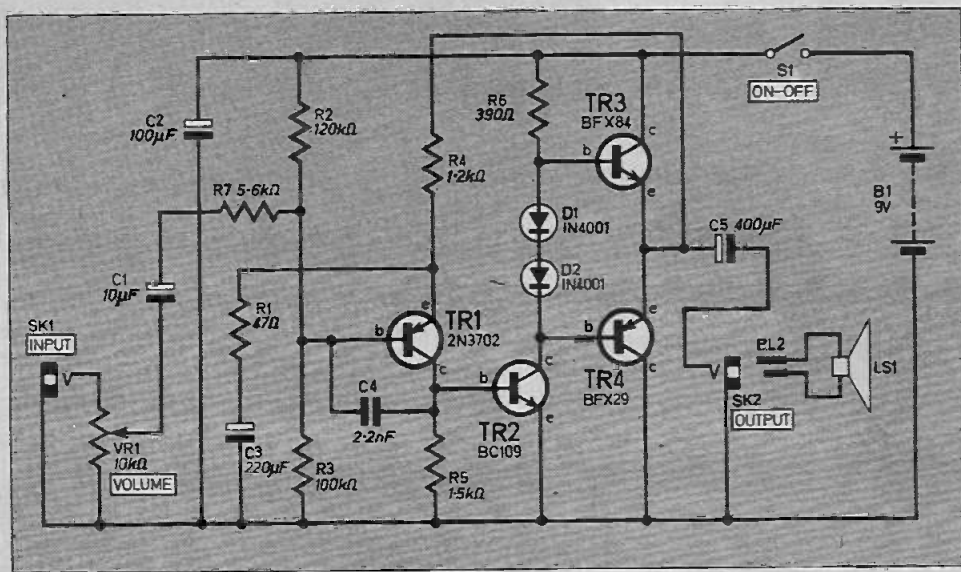 C2
100µF
R2
120kΩ
R7 5-6kΩ
C1
10µF
SK1
INPUT
VR1
10kΩ
VOLUME
R1
47Ω
C3
220µF
R3
100kΩ
C4
2·2nF
R4
1·2kΩ
b
e
c
TR1
2N3702
R5
1·5kΩ
b
c
e
TR2
BC109
R6
390Ω
D1
IN4001
D2
IN4001
TR3
BFX84
b
c
e
b
e
c
TR4
BFX29
C5 400µF
S1
ON-OFF
+
B1
9V
PL2
LS1
SK2
OUTPUT